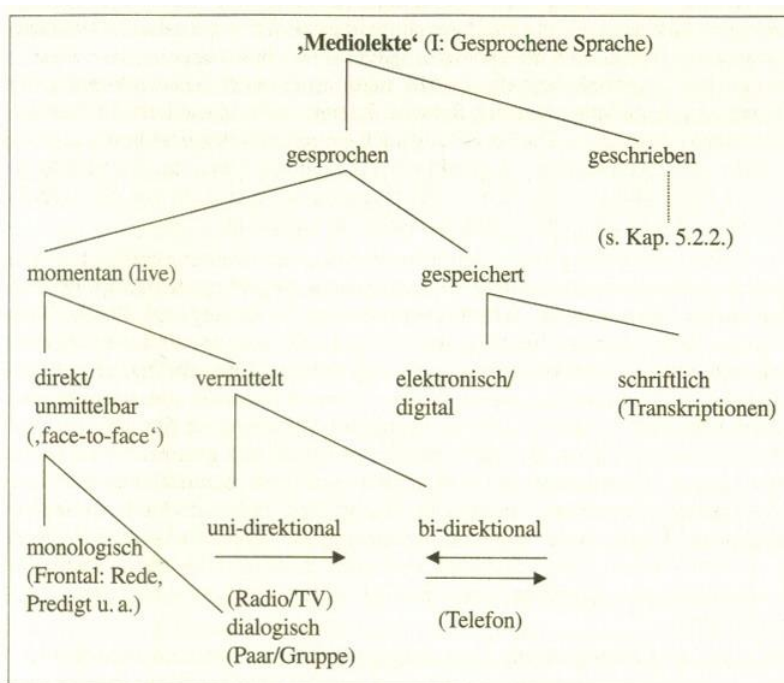 ‚Mediolekte‘ (I: Gesprochene Sprache)
gesprochen
geschrieben
(s. Kap. 5.2.2.)
momentan (live)
gespeichert
direkt/
unmittelbar
(‚face-to-face‘)
vermittelt
elektronisch/
digital
schriftlich
(Transkriptionen)
uni-direktional
bi-direktional
monologisch
(Frontal: Rede,
Predigt u. a.)
(Radio/TV)
dialogisch
(Paar/Gruppe)
(Telefon)